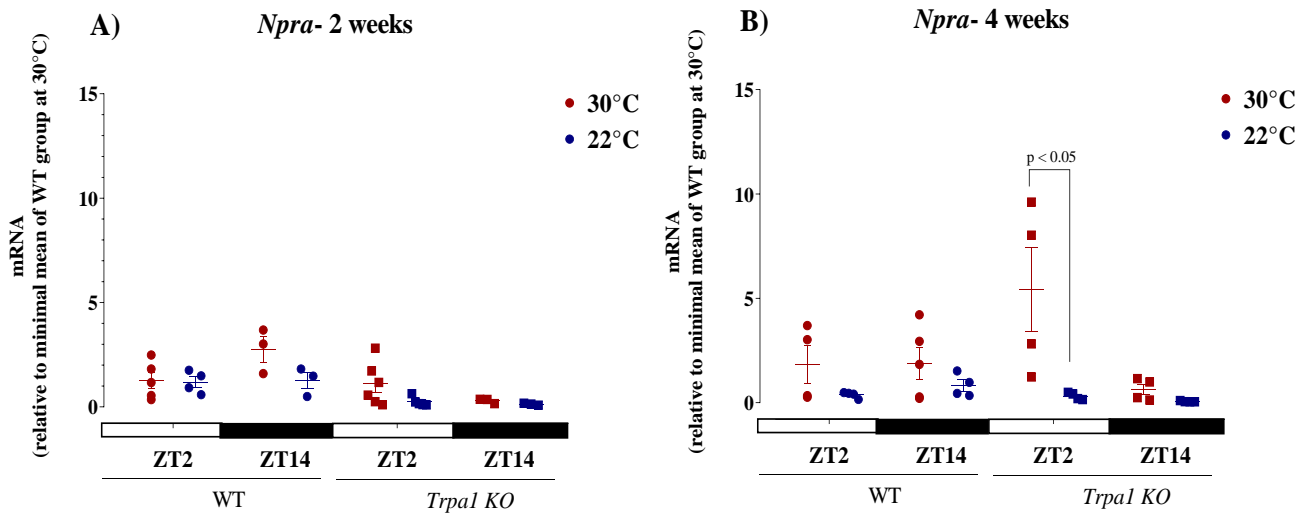 A)
Npra- 2 weeks
mRNA
(relative to minimal mean of WT group at 30°C)
15
10
5
0
30°C
22°C
ZT2 ZT14 ZT2 ZT14
WT Trpa1 KO
B)
Npra- 4 weeks
mRNA
(relative to minimal mean of WT group at 30°C)
15
10
5
0
30°C
22°C
p < 0.05
ZT2 ZT14 ZT2 ZT14
WT Trpa1 KO